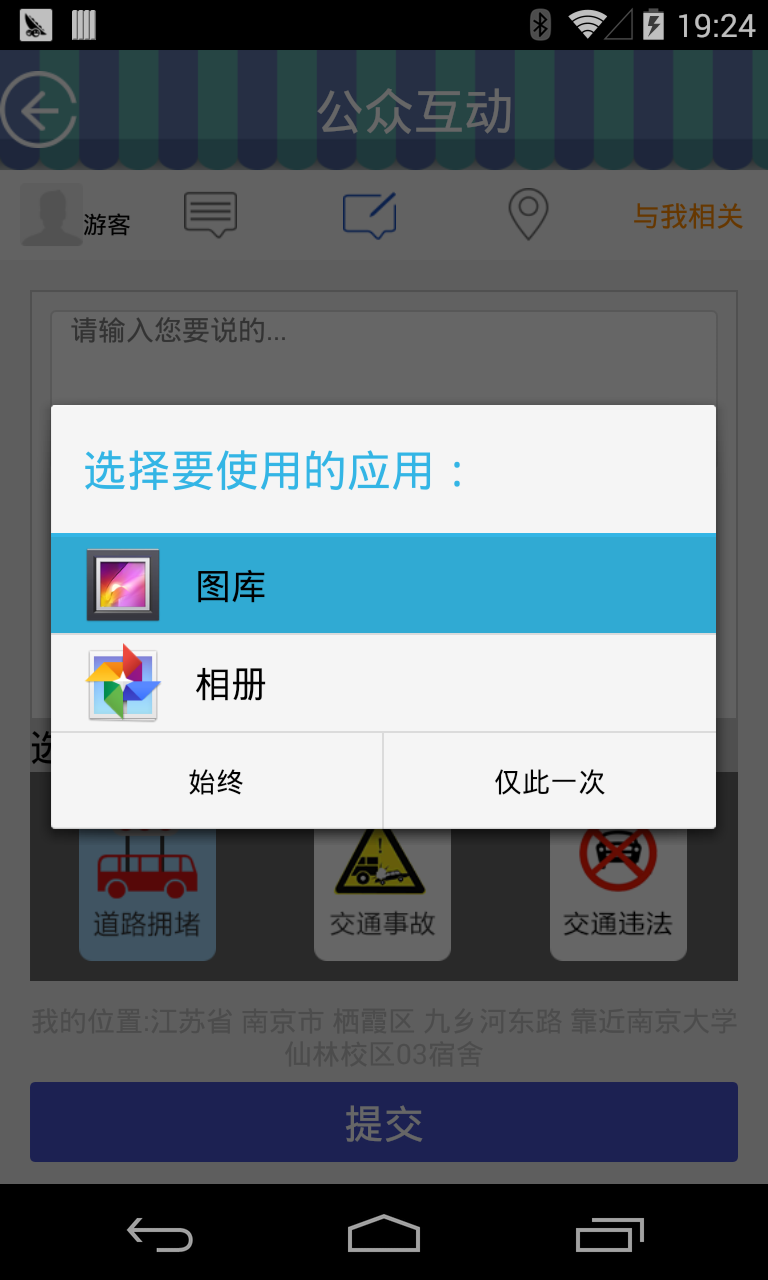 19:24
公众互动
游客
与我相关
请输入您要说的...
选择要使用的应用：
图库
相册
始终
仅此一次
道路拥堵
交通事故
交通违法
我的位置:江苏省 南京市 栖霞区 九乡河东路 靠近南京大学
仙林校区03宿舍
提交